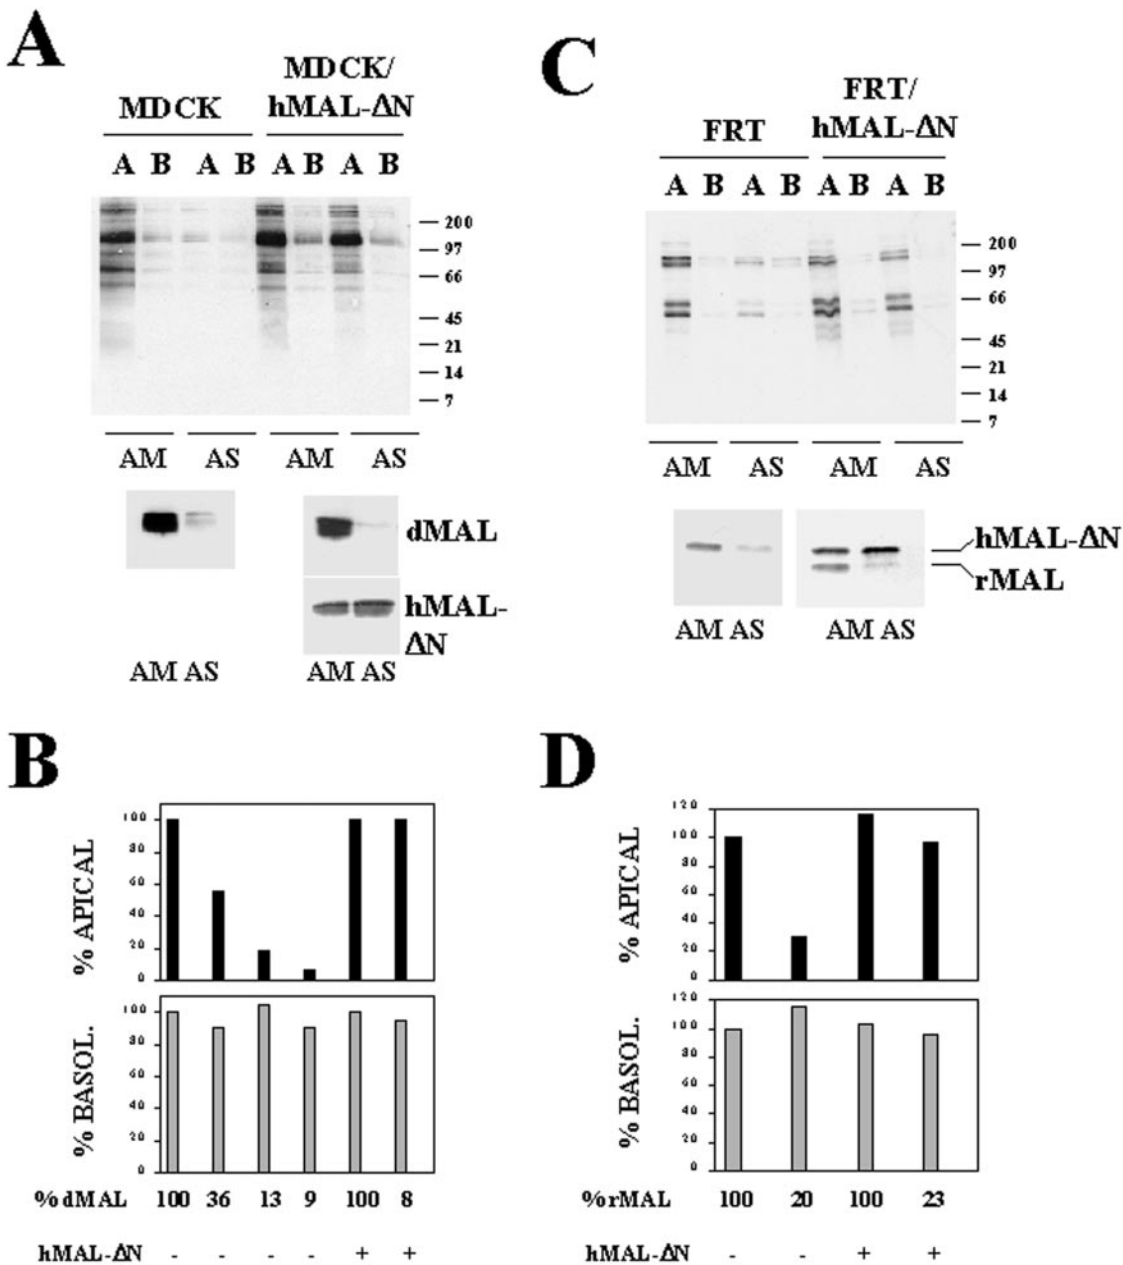 A
MDCK
MDCK/
hMAL-ΔN
A B A B A B A B
200
97
66
45
21
14
7
AM AS AM AS
dMAL
hMAL-
ΔN
AM AS AM AS
C
FRT
FRT/
hMAL-ΔN
A B A B A B A B
200
97
66
45
21
14
7
AM AS AM AS
hMAL-ΔN
rMAL
AM AS AM AS
B
% APICAL
100
80
60
40
20
0
% BASOL.
100
80
60
40
20
0
%dMAL 100 36 13 9 100 8
hMAL-ΔN - - - - + +
D
% APICAL
120
100
80
60
40
20
0
% BASOL.
120
100
80
60
40
20
0
%rMAL 100 20 100 23
hMAL-ΔN - - + +